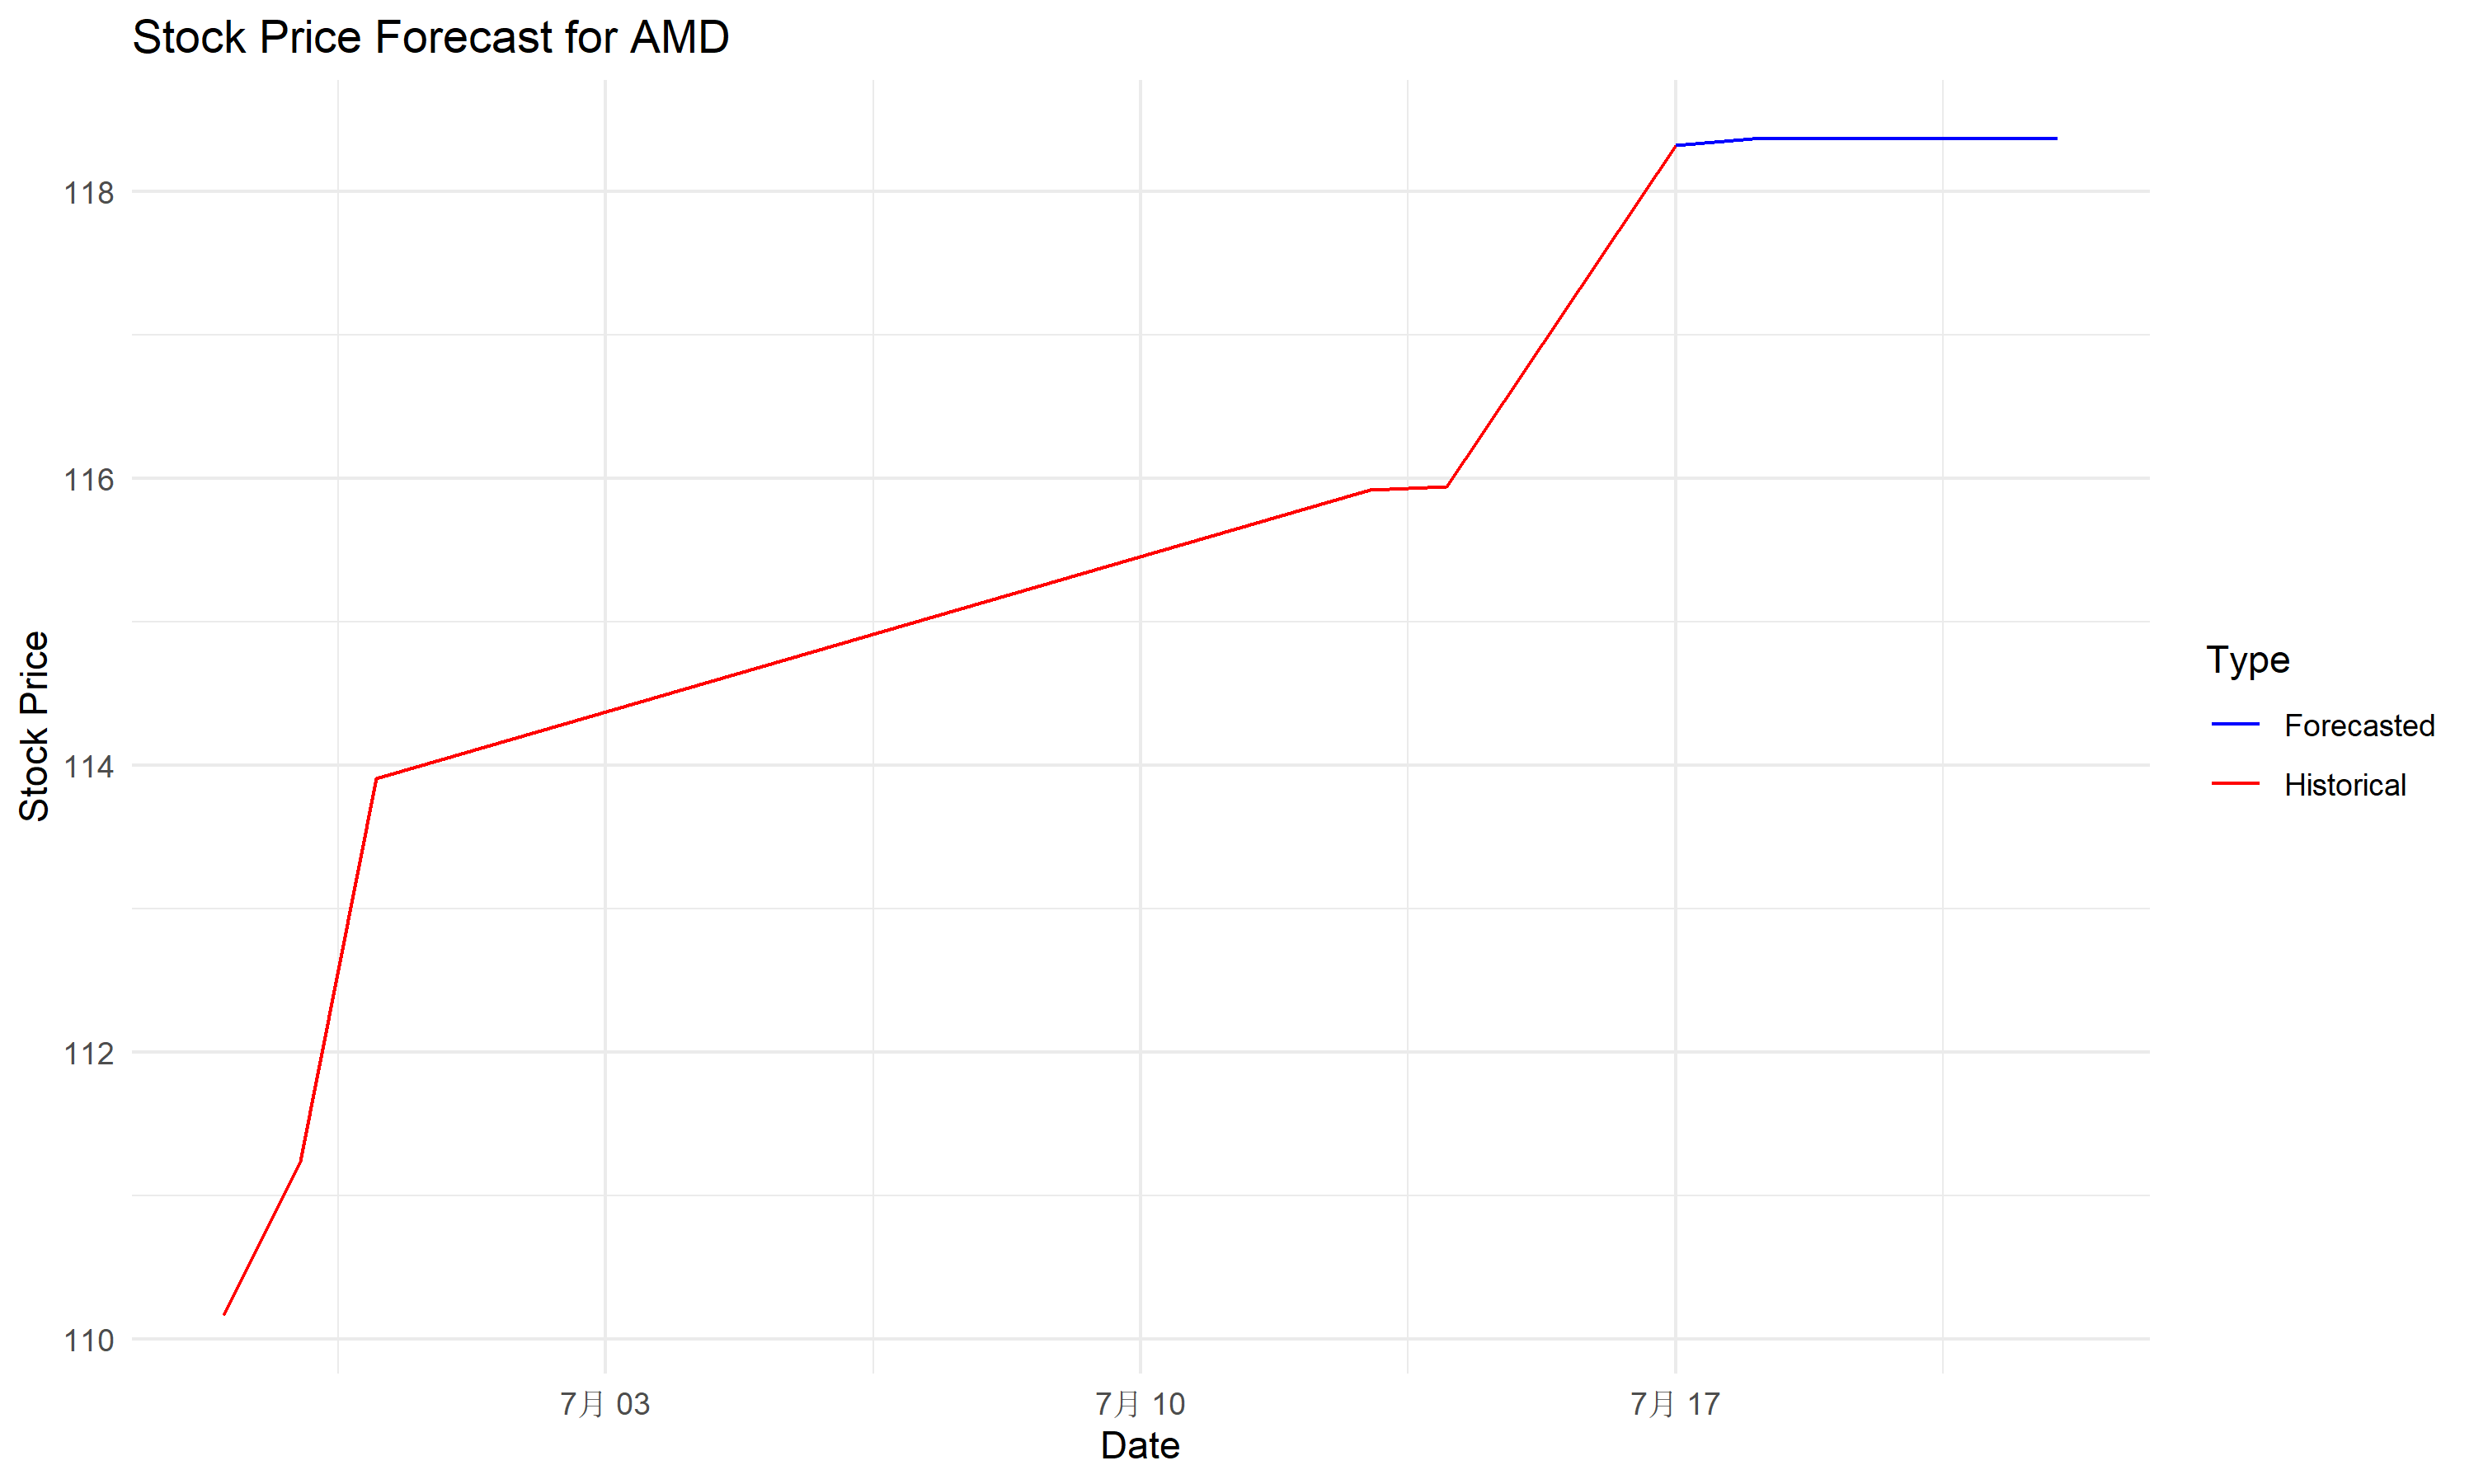 Stock Price Forecast for AMD
118
116
114
112
110
Stock Price
7月 03
7月 10
7月 17
Date
Type
Forecasted
Historical